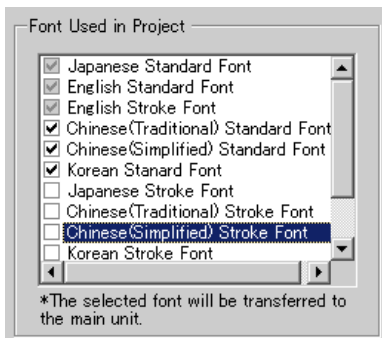 Font Used in Project
Japanese Standard Font
English Standard Font
English Stroke Font
Chinese(Traditional) Standard Font
Chinese(Simplified) Standard Font
Korean Stanard Font
Japanese Stroke Font
Chinese(Traditional) Stroke Font
Chinese(Simplified) Stroke Font
Korean Stroke Font
*The selected font will be transferred to
the main unit.